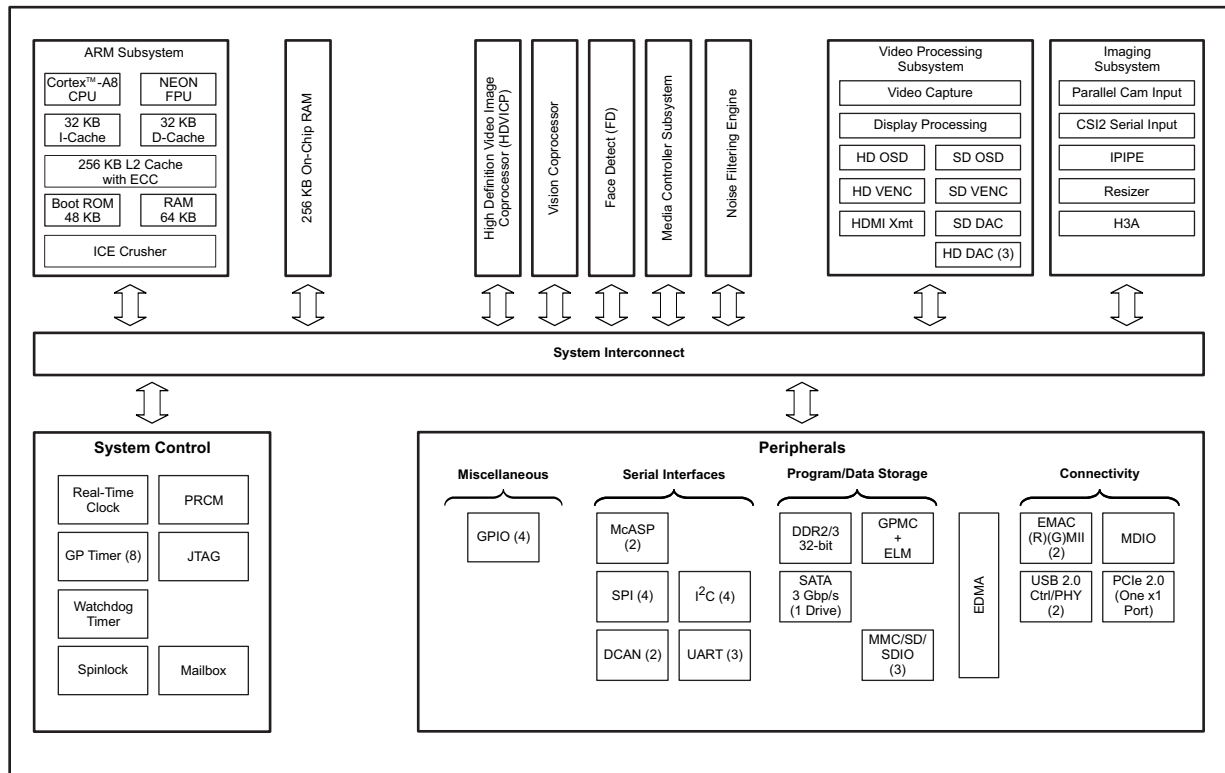 ARM Subsystem
Cortex™-A8
CPU
NEON
FPU
32 KB
I-Cache
32 KB
D-Cache
256 KB L2 Cache
with ECC
Boot ROM
48 KB
RAM
64 KB
ICE Crusher
256 KB On-Chip RAM
High Definition Video Image
Coprocessor (HDVICP)
Vision Coprocessor
Face Detect (FD)
Media Controller Subsystem
Noise Filtering Engine
Video Processing
Subsystem
Video Capture
Display Processing
HD OSD
SD OSD
HD VENC
SD VENC
HDMI Xmt
SD DAC
HD DAC (3)
Imaging
Subsystem
Parallel Cam Input
CSI2 Serial Input
IPIPE
Resizer
H3A
System Interconnect
System Control
Real-Time
Clock
PRCM
GP Timer (8)
JTAG
Watchdog
Timer
Spinlock
Mailbox
Peripherals
Miscellaneous
GPIO (4)
Serial Interfaces
McASP
(2)
SPI (4)
I²C (4)
DCAN (2)
UART (3)
Program/Data Storage
DDR2/3
32-bit
GPMC
+
ELM
SATA
3 Gbp/s
(1 Drive)
MMC/SD/
SDIO
(3)
EDMA
Connectivity
EMAC
(R)(G)MII
(2)
MDIO
USB 2.0
Ctrl/PHY
(2)
PCIe 2.0
(One x1
Port)